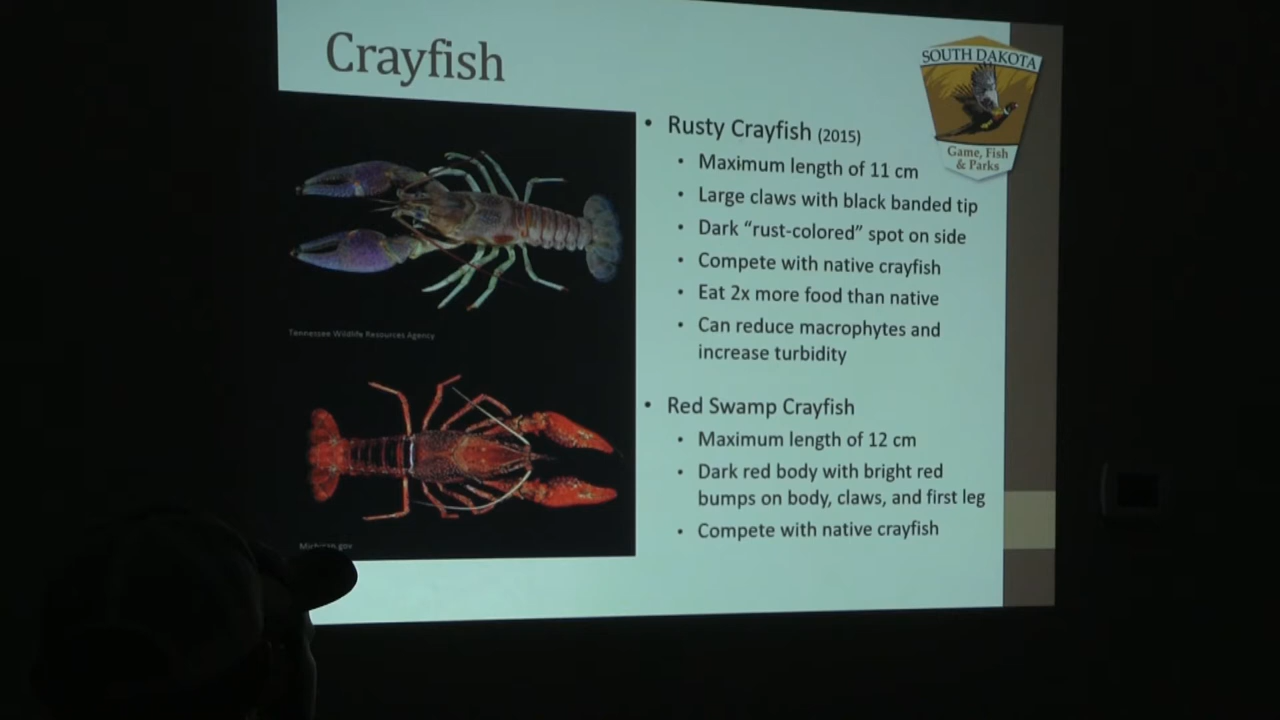 Crayfish
SOUTH DAKOTA
Game, Fish
& Parks
• Rusty Crayfish (2015)
• Maximum length of 11 cm
• Large claws with black banded tip
• Dark “rust-colored” spot on side
• Compete with native crayfish
• Eat 2x more food than native
• Can reduce macrophytes and
increase turbidity
Tennessee Wildlife Resources Agency
• Red Swamp Crayfish
• Maximum length of 12 cm
• Dark red body with bright red
bumps on body, claws, and first leg
• Compete with native crayfish
Michigan.gov